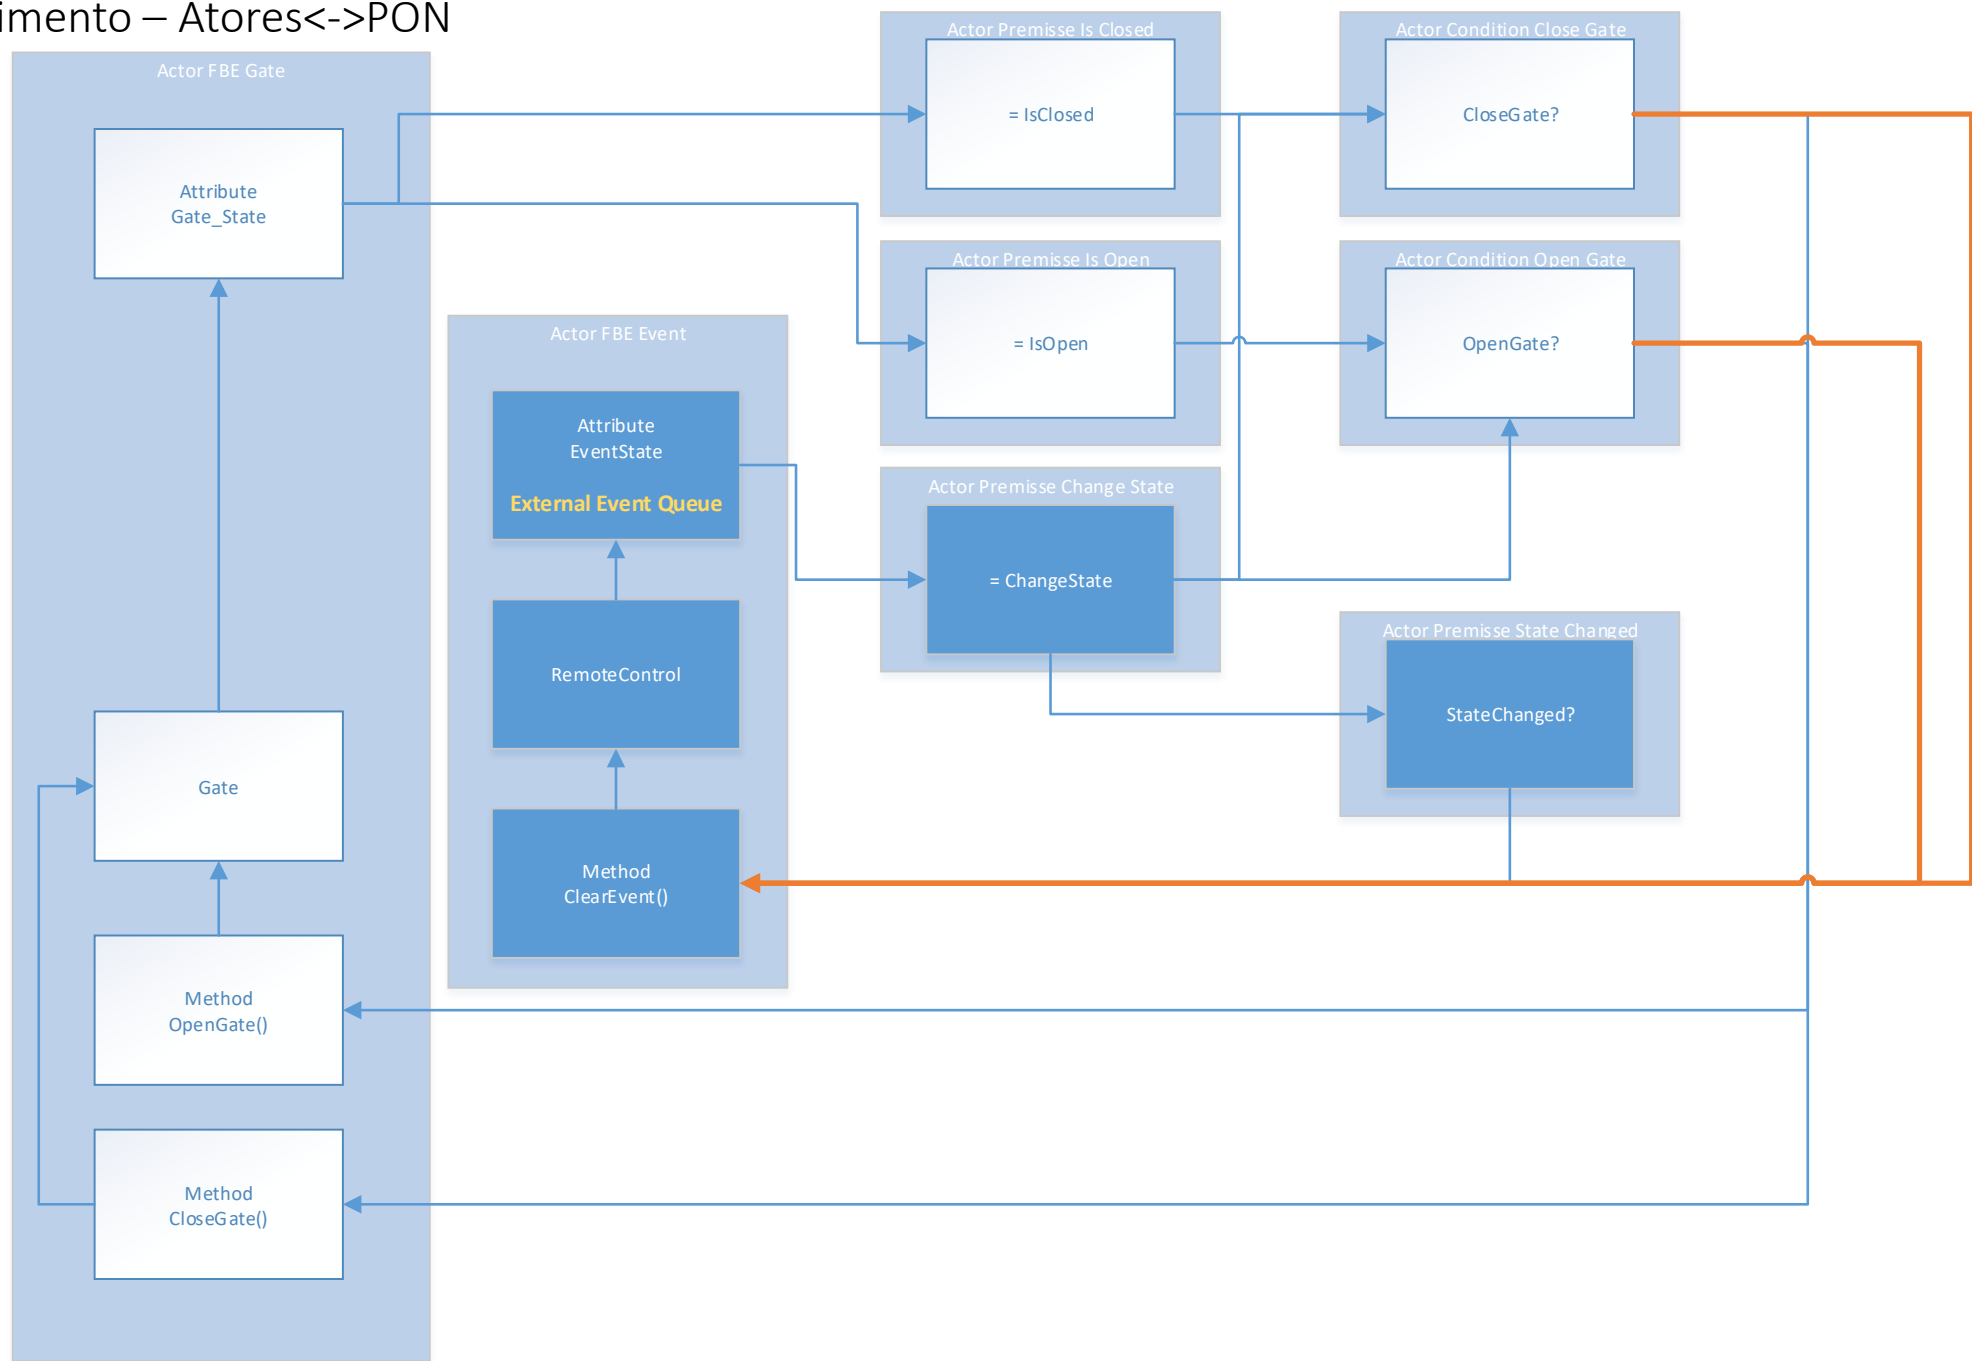 imento – Atores<->PON
Actor FBE Gate
Attribute
Gate_State
Gate
Method
OpenGate()
Method
CloseGate()
Actor FBE Event
Attribute
EventState
External Event Queue
RemoteControl
Method
ClearEvent()
Actor Premisse Is Closed
= IsClosed
Actor Premisse Is Open
= IsOpen
Actor Premisse Change State
= ChangeState
Actor Condition Close Gate
CloseGate?
Actor Condition Open Gate
OpenGate?
Actor Premisse State Changed
StateChanged?